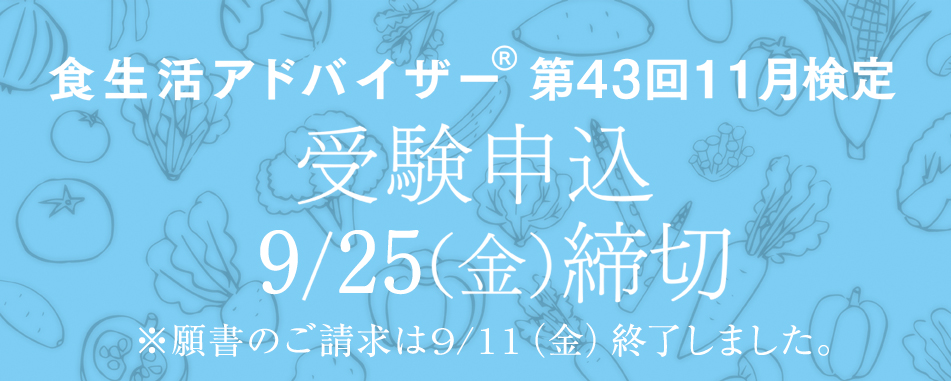 食生活アドバイザー® 第43回11月検定
受験申込
9/25(金)締切
※願書のご請求は9/11(金)終了しました。